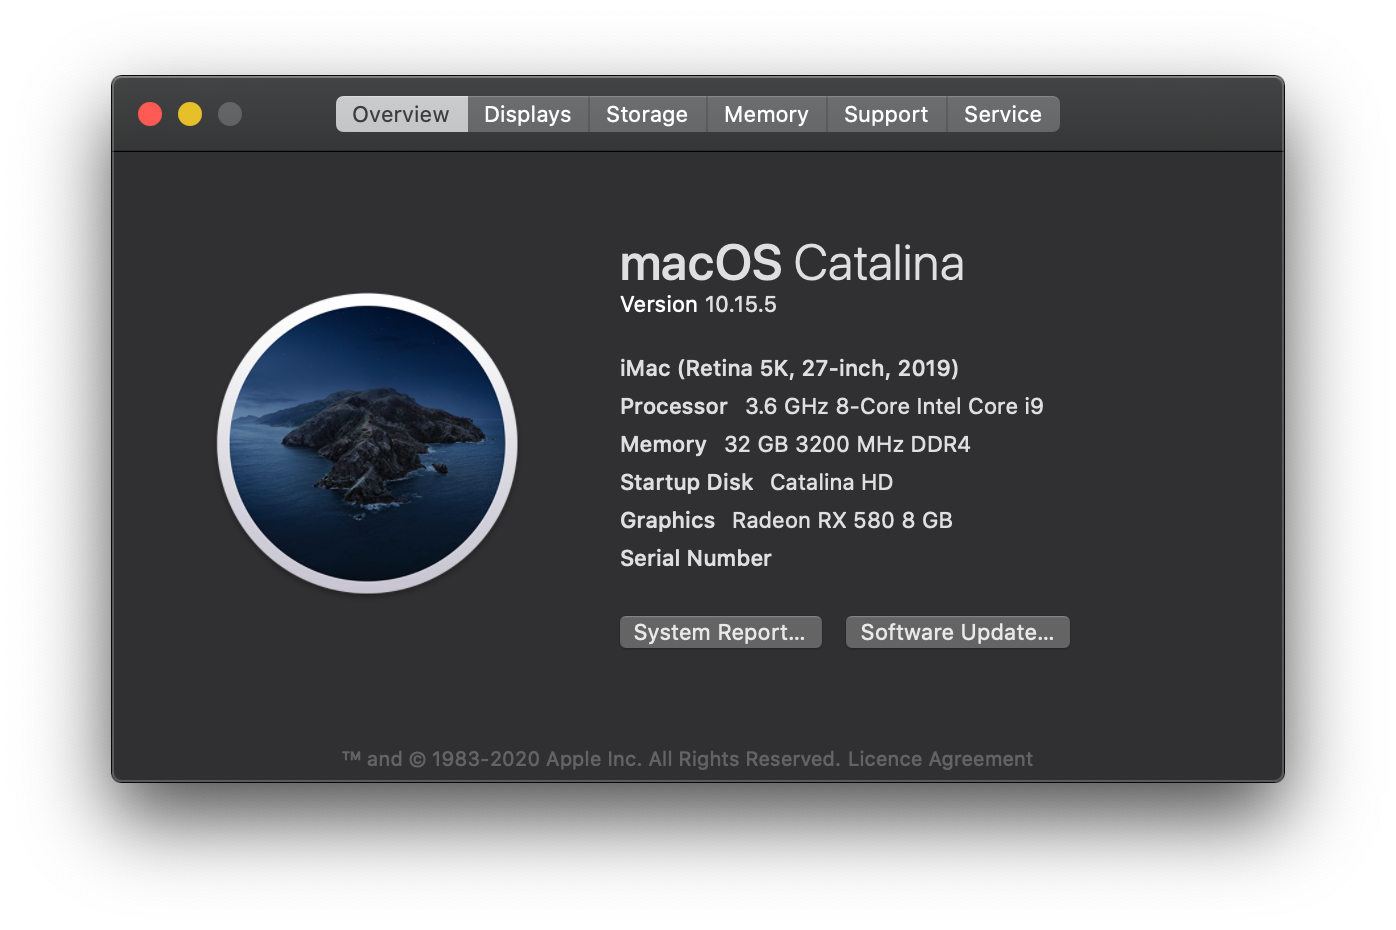 Overview Displays Storage Memory Support Service
macOS Catalina
Version 10.15.5
iMac (Retina 5K, 27-inch, 2019)
Processor 3.6 GHz 8-Core Intel Core i9
Memory 32 GB 3200 MHz DDR4
Startup Disk Catalina HD
Graphics Radeon RX 580 8 GB
Serial Number
System Report... Software Update...
™ and © 1983-2020 Apple Inc. All Rights Reserved. Licence Agreement